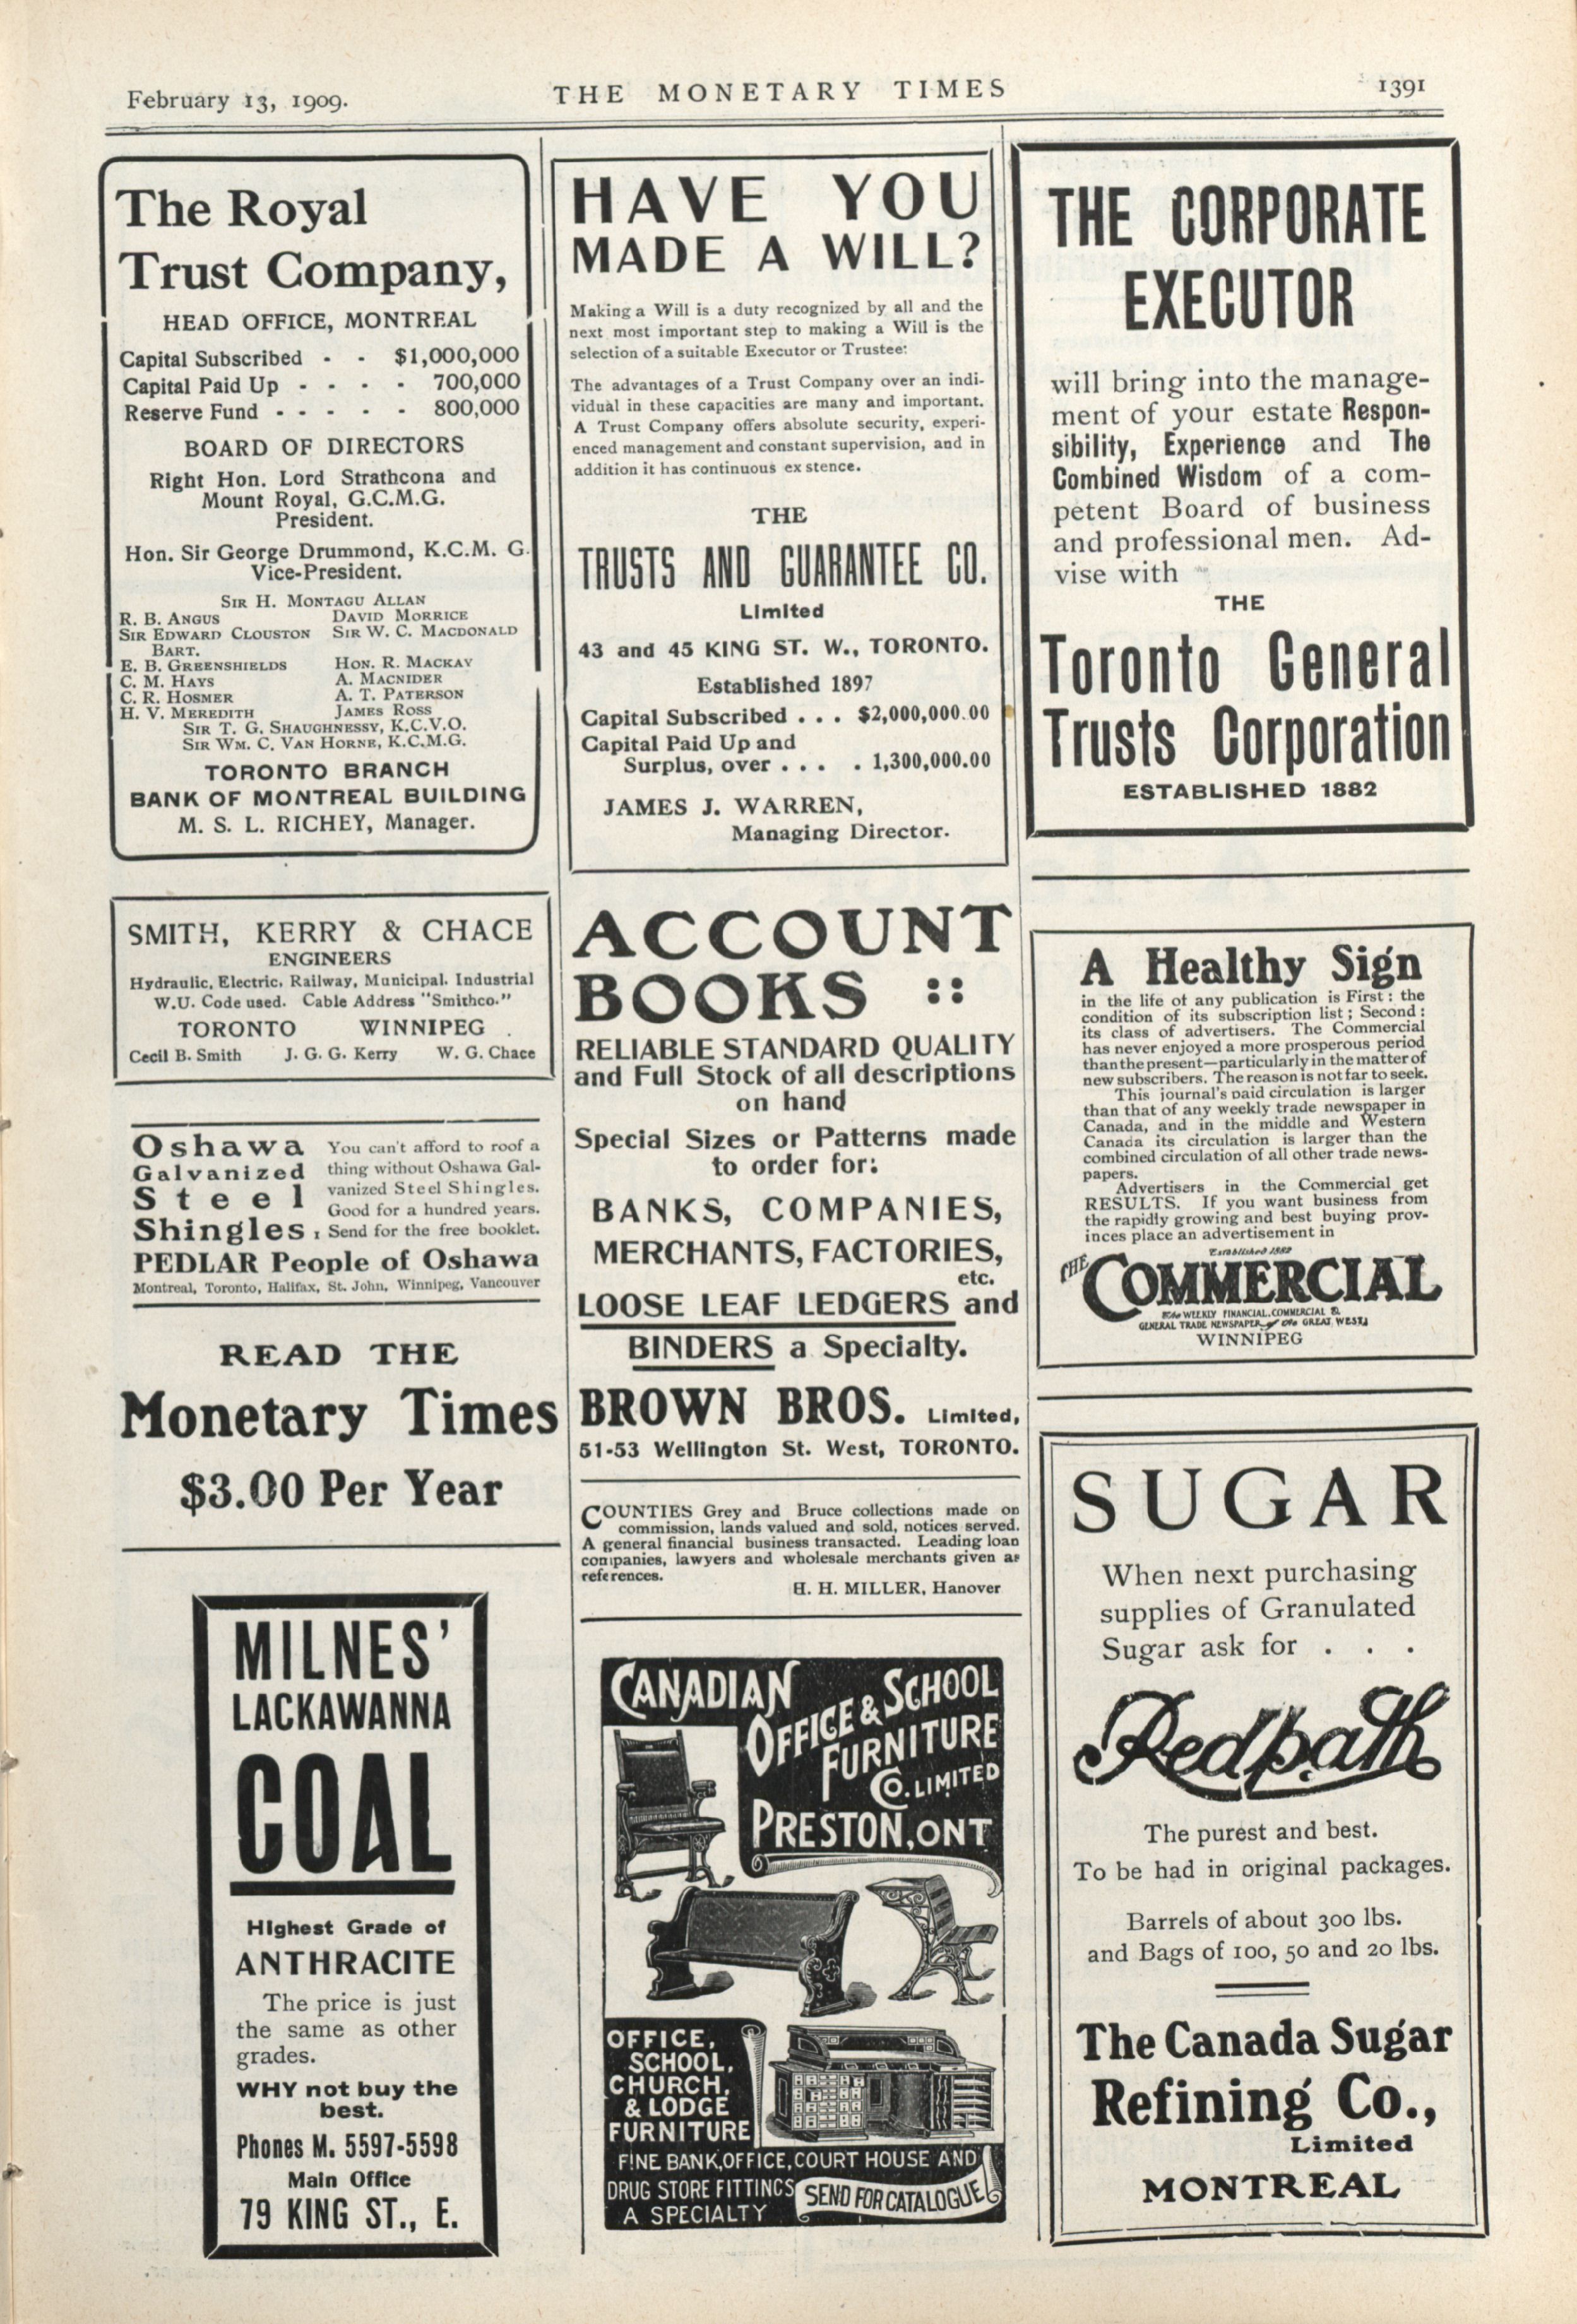 February 13, 1909.
THE MONETARY TIMES
1391
The Royal
Trust Company,
HEAD OFFICE, MONTREAL
Capital Subscribed - - $1,000,000
Capital Paid Up - - - - 700,000
Reserve Fund - - - - - 800,000
BOARD OF DIRECTORS
Right Hon. Lord Strathcona and
Mount Royal, G.C.M.G.
President.
Hon. Sir George Drummond, K.C.M. G.
Vice-President.
SIR H. MONTAGU ALLAN
R. B. ANGUS DAVID MORRICE
SIR EDWARD CLOUSTON SIR W. C. MACDONALD
BART.
E. B. GREENSHIELDS HON. R. MACKAY
C. M. HAYS A. MACNIDER
C. R. HOSMER A. T. PATERSON
H. V. MEREDITH JAMES ROSS
SIR T. G. SHAUGHNESSY, K.C.V.O.
SIR WM. C. VAN HORNE, K.C.M.G.
TORONTO BRANCH
BANK OF MONTREAL BUILDING
M. S. L. RICHEY, Manager.
SMITH, KERRY & CHACE
ENGINEERS
Hydraulic, Electric, Railway, Municipal. Industrial
W.U. Code used. Cable Address "Smithco."
TORONTO WINNIPEG
Cecil B. Smith J. G. G. Kerry W. G. Chace
Oshawa
Galvanized
Steel
Shingles,
You can't afford to roof a
thing without Oshawa Gal-
vanized Steel Shingles.
Good for a hundred years.
Send for the free booklet.
PEDLAR People of Oshawa
Montreal, Toronto, Halifax, St. John, Winnipeg, Vancouver
READ THE
Monetary Times
$3.00 Per Year
MILNES'
LACKAWANNA
COAL
Highest Grade of
ANTHRACITE
The price is just
the same as other
grades.
WHY not buy the
best.
Phones M. 5597-5598
Main Office
79 KING ST., E.
HAVE YOU
MADE A WILL?
Making a Will is a duty recognized by all and the
next most important step to making a Will is the
selection of a suitable Executor or Trustee:
The advantages of a Trust Company over an indi-
vidual in these capacities are many and important.
A Trust Company offers absolute security, experi-
enced management and constant supervision, and in
addition it has continuous ex stence.
THE
TRUSTS AND GUARANTEE CO.
Limited
43 and 45 KING ST. W., TORONTO.
Established 1897
Capital Subscribed . . . $2,000,000.00
Capital Paid Up and
Surplus, over . . . . 1,300,000.00
JAMES J. WARREN,
Managing Director.
ACCOUNT
BOOKS ::
RELIABLE STANDARD QUALITY
and Full Stock of all descriptions
on hand
Special Sizes or Patterns made
to order for:
BANKS, COMPANIES,
MERCHANTS, FACTORIES,
etc.
LOOSE LEAF LEDGERS and
BINDERS a Specialty.
BROWN BROS. Limited,
51-53 Wellington St. West, TORONTO.
COUNTIES Grey and Bruce collections made on
commission, lands valued and sold, notices served.
A general financial business transacted. Leading loan
companies, lawyers and wholesale merchants given as
references.
H. H. MILLER, Hanover
CANADIAN
OFFICE & SCHOOL
FURNITURE
CO. LIMITED
PRESTON, ONT
OFFICE,
SCHOOL,
CHURCH,
& LODGE
FURNITURE
FINE BANK, OFFICE, COURT HOUSE AND
DRUG STORE FITTINGS
A SPECIALTY
SEND FOR CATALOGUE
THE CORPORATE
EXECUTOR
will bring into the manage-
ment of your estate Respon-
sibility, Experience and The
Combined Wisdom of a com-
petent Board of business
and professional men. Ad-
vise with
THE
Toronto General
Trusts Corporation
ESTABLISHED 1882
A Healthy Sign
in the life of any publication is First: the
condition of its subscription list; Second:
its class of advertisers. The Commercial
has never enjoyed a more prosperous period
than the present—particularly in the matter of
new subscribers. The reason is not far to seek.
This journal's paid circulation is larger
than that of any weekly trade newspaper in
Canada, and in the middle and Western
Canada its circulation is larger than the
combined circulation of all other trade news-
papers.
Advertisers in the Commercial get
RESULTS. If you want business from
the rapidly growing and best buying prov-
inces place an advertisement in
Established 1882
THE COMMERCIAL
The WEEKLY FINANCIAL, COMMERCIAL &
GENERAL TRADE NEWSPAPER of the GREAT WEST
WINNIPEG
SUGAR
When next purchasing
supplies of Granulated
Sugar ask for . . .
Redpath
The purest and best.
To be had in original packages.
Barrels of about 300 lbs.
and Bags of 100, 50 and 20 lbs.
The Canada Sugar
Refining Co.,
Limited
MONTREAL